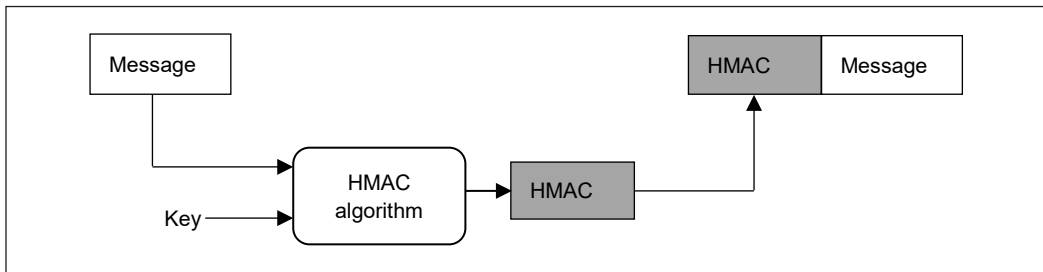 Message
HMAC Message
HMAC
algorithm
HMAC
Key